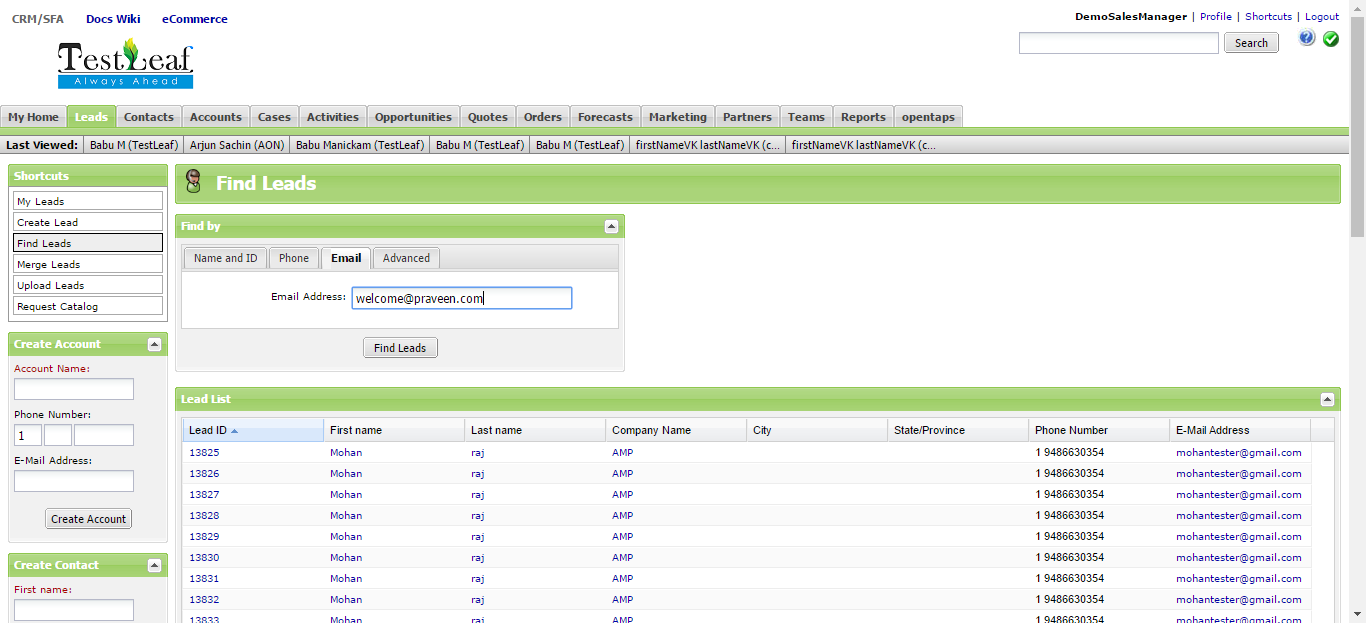 CRM/SFA Docs Wiki eCommerce
DemoSalesManager | Profile | Shortcuts | Logout
Search
TestLeaf
Always Ahead
My Home Leads Contacts Accounts Cases Activities Opportunities Quotes Orders Forecasts Marketing Partners Teams Reports opentaps
Last Viewed: Babu M (TestLeaf) Arjun Sachin (AON) Babu Manickam (TestLeaf) Babu M (TestLeaf) Babu M (TestLeaf) firstNameVK lastNameVK (c... firstNameVK lastNameVK (c...
Shortcuts
My Leads
Create Lead
Find Leads
Merge Leads
Upload Leads
Request Catalog
Create Account
Account Name:
Phone Number:
1
E-Mail Address:
Create Account
Create Contact
First name:
Find Leads
Find by
Name and ID Phone Email Advanced
Email Address: welcome@praveen.com
Find Leads
Lead List
Lead ID First name Last name Company Name City State/Province Phone Number E-Mail Address
13825 Mohan raj AMP 1 9486630354 mohantester@gmail.com
13826 Mohan raj AMP 1 9486630354 mohantester@gmail.com
13827 Mohan raj AMP 1 9486630354 mohantester@gmail.com
13828 Mohan raj AMP 1 9486630354 mohantester@gmail.com
13829 Mohan raj AMP 1 9486630354 mohantester@gmail.com
13830 Mohan raj AMP 1 9486630354 mohantester@gmail.com
13831 Mohan raj AMP 1 9486630354 mohantester@gmail.com
13832 Mohan raj AMP 1 9486630354 mohantester@gmail.com
13833 Mohan raj AMP 1 9486630354 mohantester@gmail.com